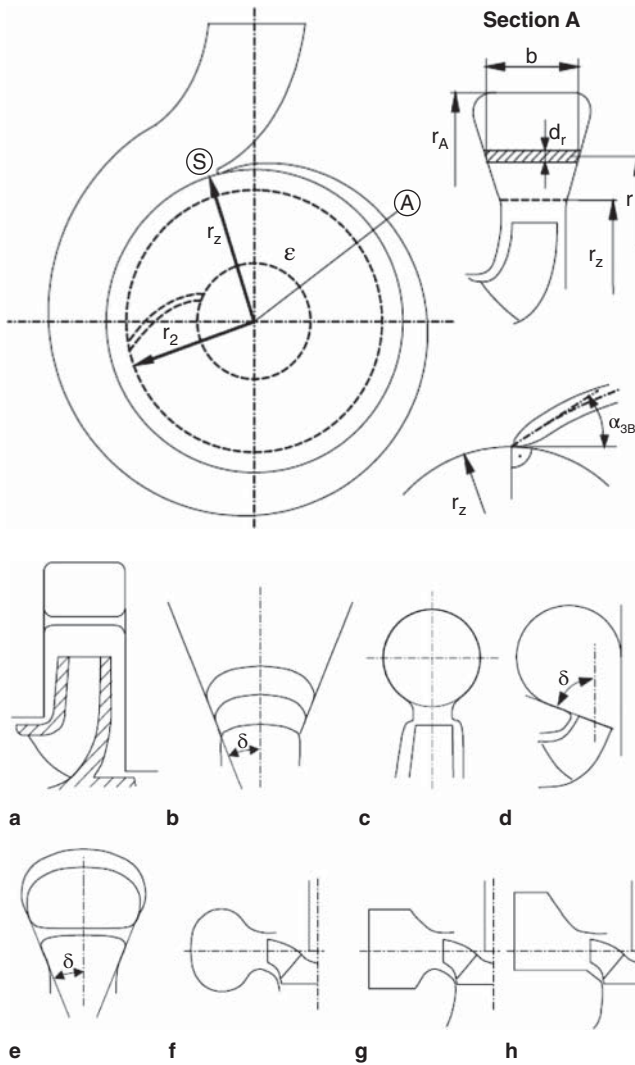 Section A
b
r_A
d_r
r
r_z
S
A
r_z
ε
r_2
α_3B
r_z
δ
δ
a b c d
δ
e f g h